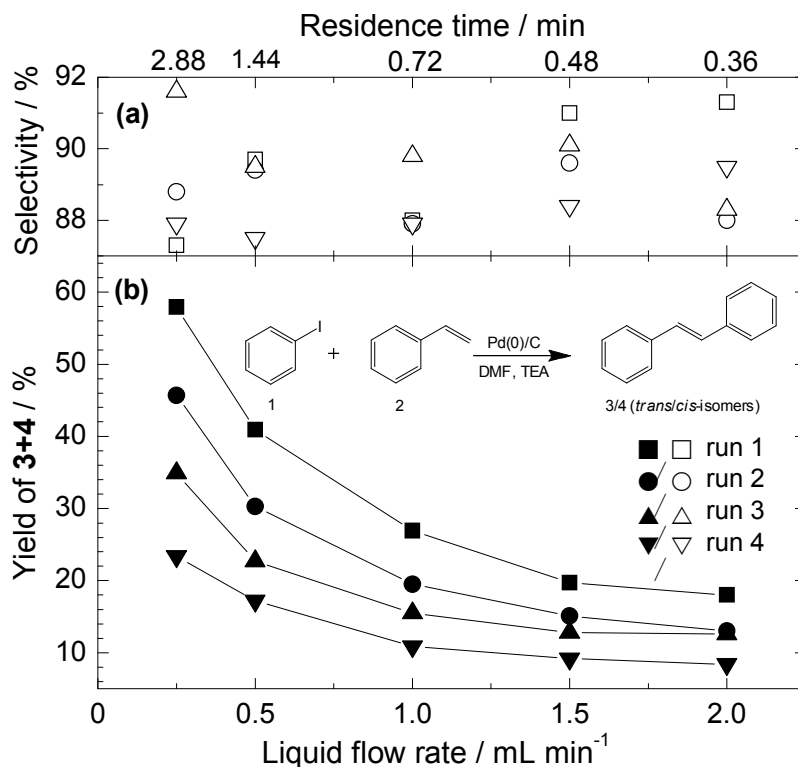 Residence time / min
2.88 1.44 0.72 0.48 0.36
92
90
88
Selectivity / %
(a)
(b)
60
50
40
30
20
10
Yield of 3+4 / %
I
+
Pd(0)/C
DMF, TEA
1
2
3/4 (trans/cis-isomers)
run 1
run 2
run 3
run 4
0 0.5 1.0 1.5 2.0
Liquid flow rate / mL min⁻¹